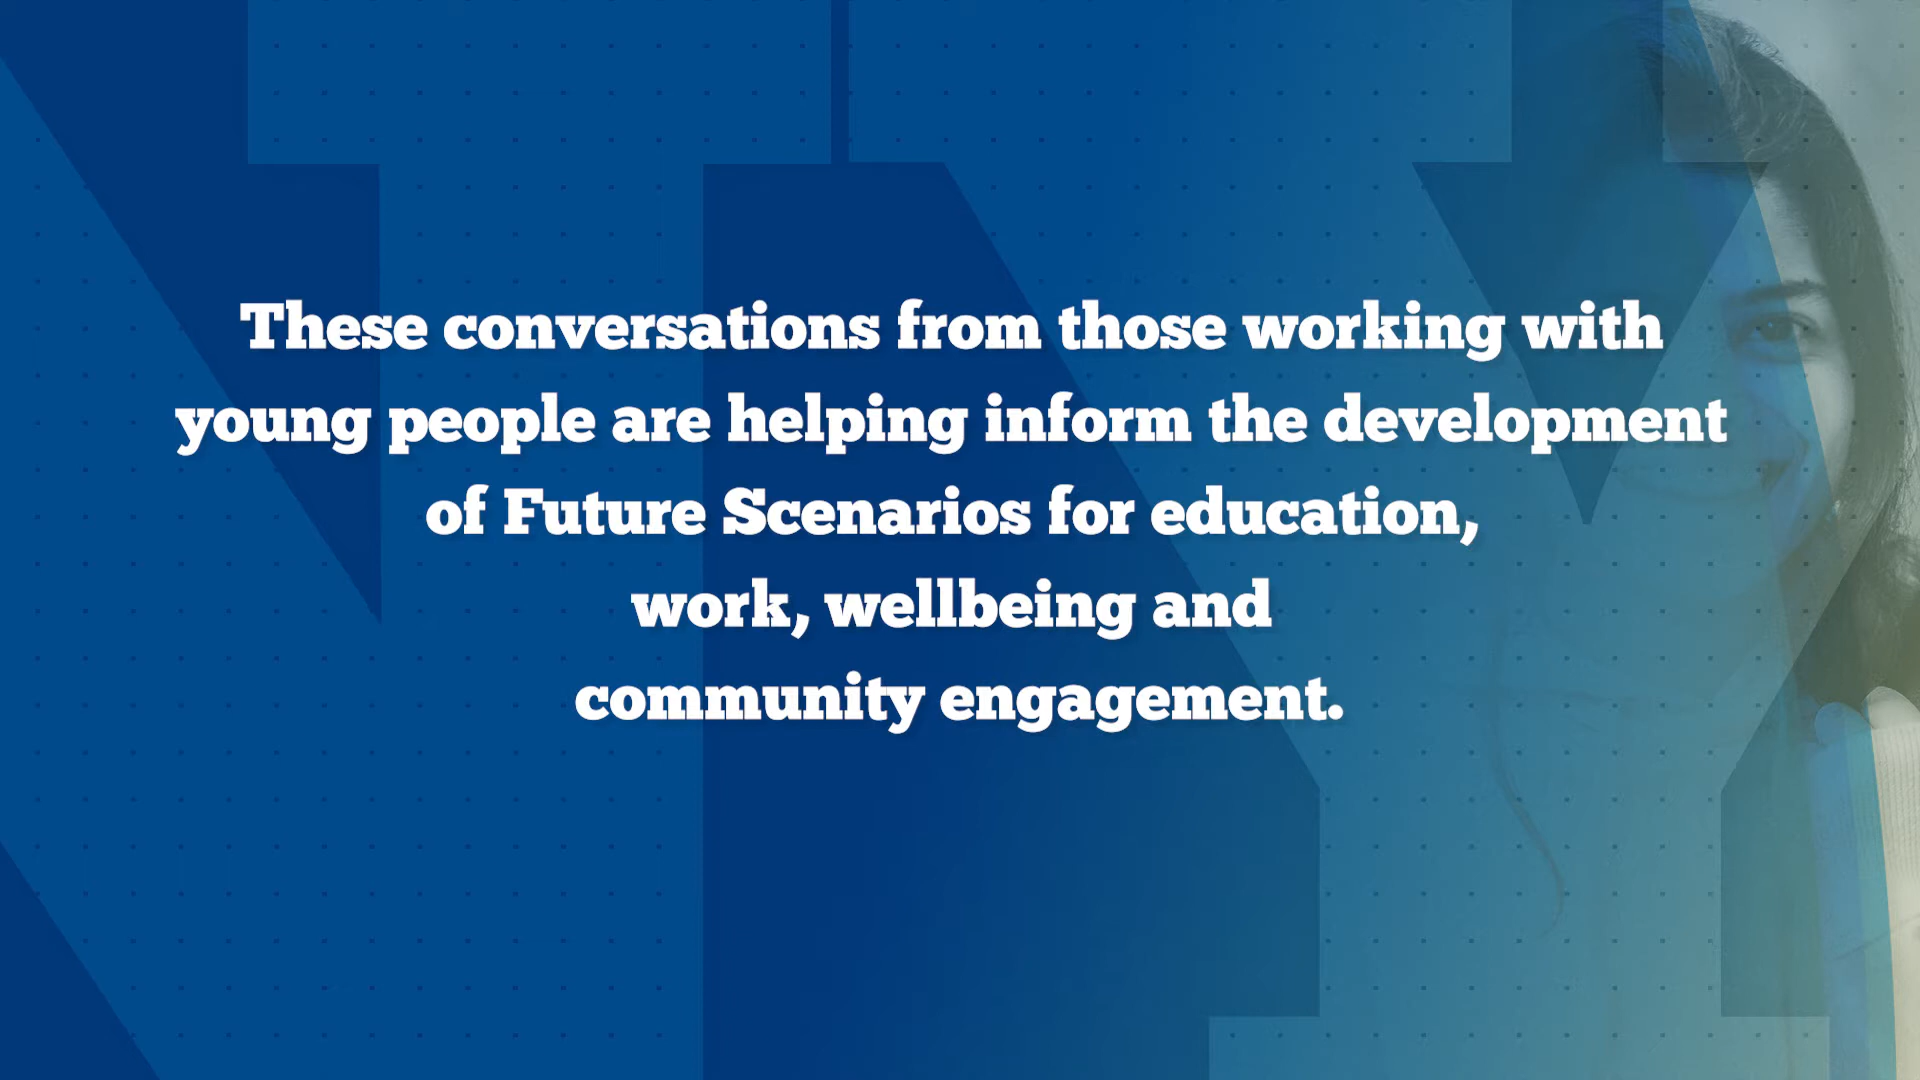 These conversations from those working with
young people are helping inform the development
of Future Scenarios for education,
work, wellbeing and
community engagement.